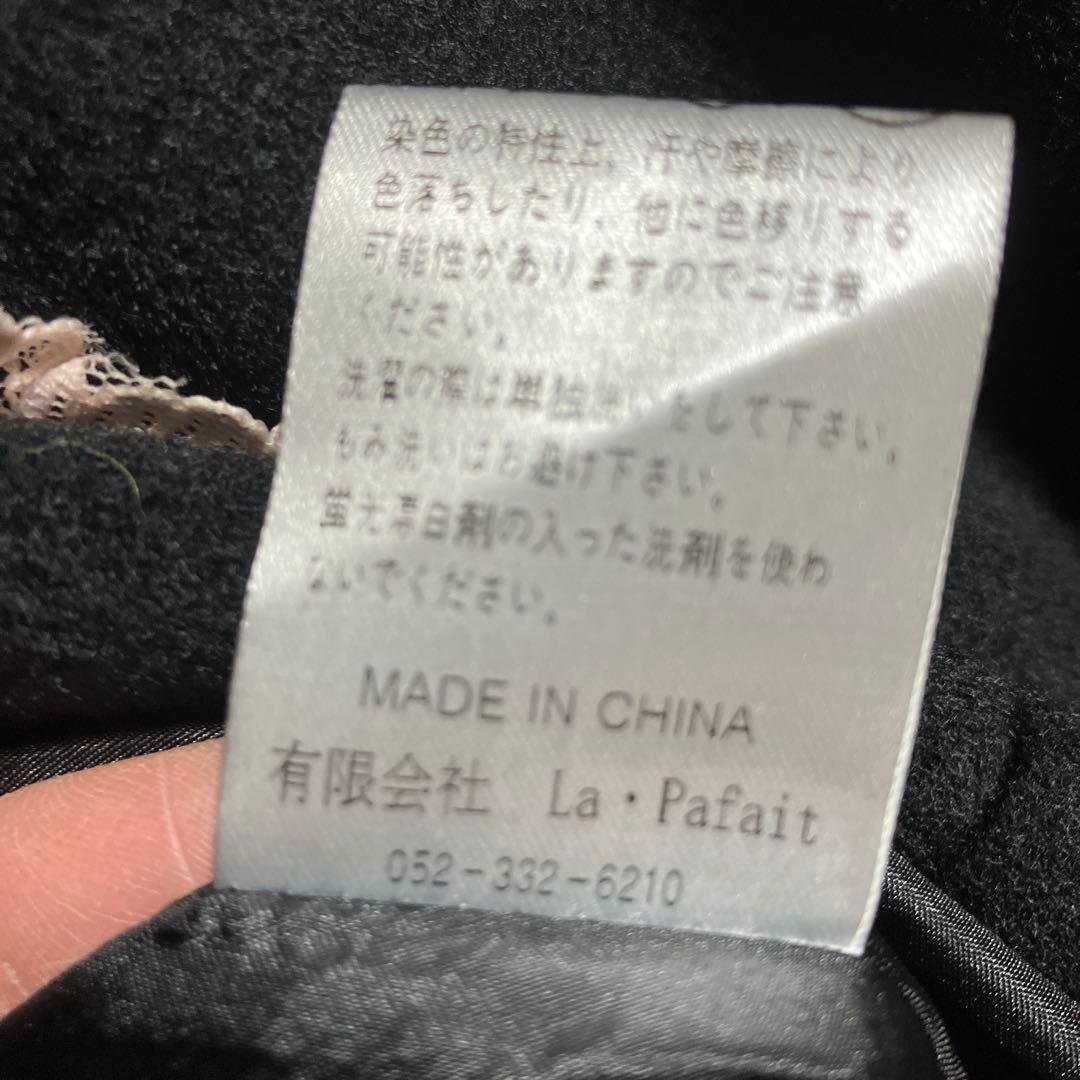 染色の特性上、汗や摩擦により
色落ちしたり、他に色移りする
可能性がありますのでご注意
ください。
洗濯の際は単独洗いをして下さい。
もみ洗いはお避け下さい。
蛍光漂白剤の入った洗剤を使わ
ないでください。
MADE IN CHINA
有限会社 La・Pafait
052-332-6210